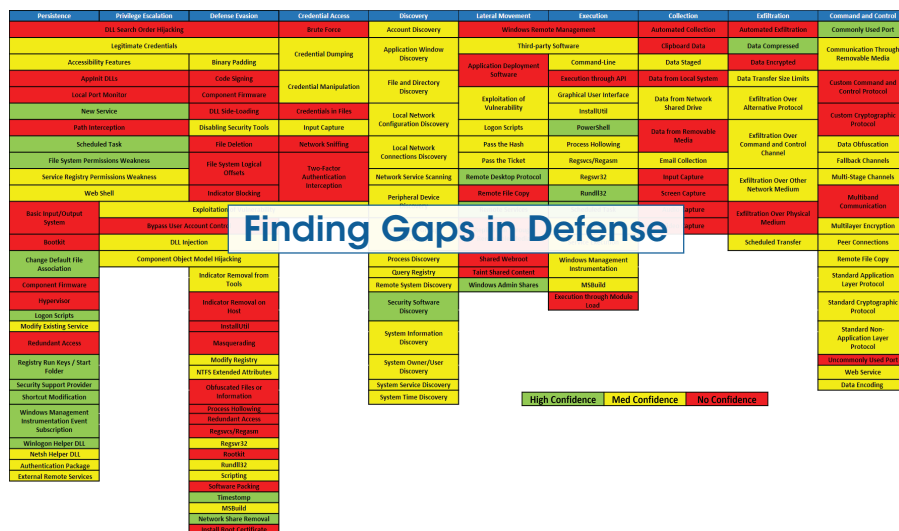 Persistence Privilege Escalation Defense Evasion Credential Access Discovery Lateral Movement Execution Collection Exfiltration Command and Control
DLL Search Order Hijacking Brute Force Account Discovery Windows Remote Management Automated Collection Automated Exfiltration Commonly Used Port
Legitimate Credentials
Credential Dumping
Application Window
Discovery
Third-party Software
Clipboard Data
Data Compressed
Communication Through
Removable Media
Accessibility Features
Binary Padding
Application Deployment
Software
Command-Line
Data Staged
Data Encrypted
AppInit DLLs
Code Signing
Credential Manipulation
File and Directory
Discovery
Execution through API
Data from Local System
Data Transfer Size Limits
Custom Command and
Control Protocol
Local Port Monitor
Component Firmware
Exploitation of
Vulnerability
Graphical User Interface
Data from Network
Shared Drive
Exfiltration Over
Alternative Protocol
New Service
DLL Side-Loading
Credentials in Files
Local Network
Configuration Discovery
InstallUtil
Custom Cryptographic
Protocol
Path Interception
Disabling Security Tools
Input Capture
Logon Scripts
PowerShell
Data from Removable
Media
Exfiltration Over
Command and Control
Channel
Scheduled Task
File Deletion
Network Sniffing
Local Network
Connections Discovery
Pass the Hash
Process Hollowing
Data Obfuscation
File System Permissions Weakness
File System Logical
Offsets
Two-Factor
Authentication
Interception
Pass the Ticket
Regsvcs/Regasm
Email Collection
Fallback Channels
Service Registry Permissions Weakness
Network Service Scanning
Remote Desktop Protocol
Regsvr32
Input Capture
Exfiltration Over Other
Network Medium
Multi-Stage Channels
Web Shell
Indicator Blocking
Peripheral Device
Remote File Copy
Rundll32
Screen Capture
Multiband
Communication
Basic Input/Output
System
Exploitation
Exfiltration Over Physical
Medium
Bypass User Account
Multilayer Encryption
Finding Gaps in Defense
Bootkit
DLL Injection
Process Discovery
Shared Webroot
Windows Management
Instrumentation
Scheduled Transfer
Peer Connections
Change Default File
Association
Component Object Model Hijacking
Query Registry
Taint Shared Content
Remote File Copy
Indicator Removal from
Tools
Remote System Discovery
Windows Admin Shares
MSBuild
Standard Application
Layer Protocol
Component Firmware
Security Software
Discovery
Execution through Module
Load
Hypervisor
Indicator Removal on
Host
Standard Cryptographic
Protocol
Logon Scripts
Modify Existing Service
InstallUtil
System Information
Discovery
Standard Non-
Application Layer
Protocol
Redundant Access
Masquerading
Registry Run Keys / Start
Folder
Modify Registry
System Owner/User
Discovery
Uncommonly Used Port
NTFS Extended Attributes
Web Service
Security Support Provider
Obfuscated Files or
Information
System Service Discovery
Data Encoding
Shortcut Modification
System Time Discovery
High Confidence Med Confidence No Confidence
Windows Management
Instrumentation Event
Subscription
Process Hollowing
Redundant Access
Regsvcs/Regasm
Winlogon Helper DLL
Regsvr32
Netsh Helper DLL
Rootkit
Authentication Package
Rundll32
External Remote Services
Scripting
Software Packing
Timestomp
MSBuild
Network Share Removal
Install Root Certificate